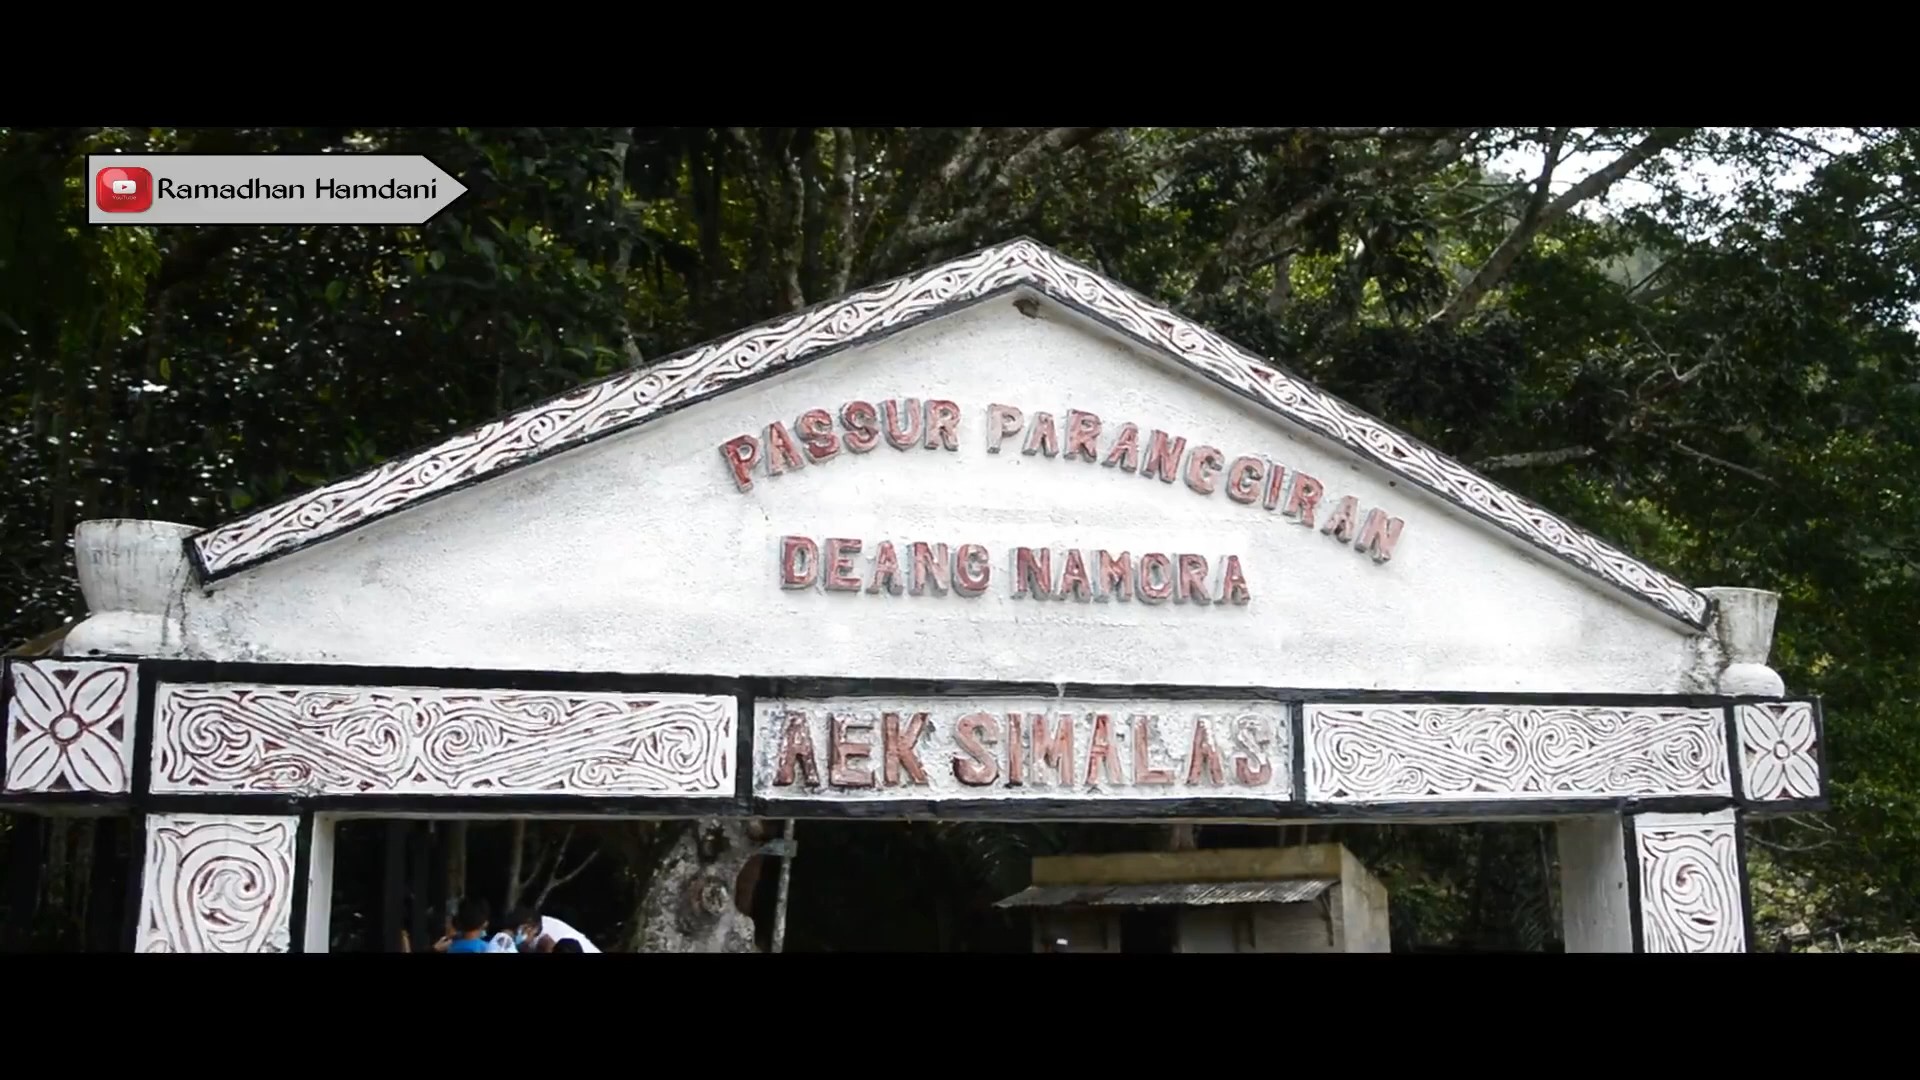 Ramadhan Hamdani
PASSUR PARANGGIRAN
DEANG NAMORA
AEK SIMALAS